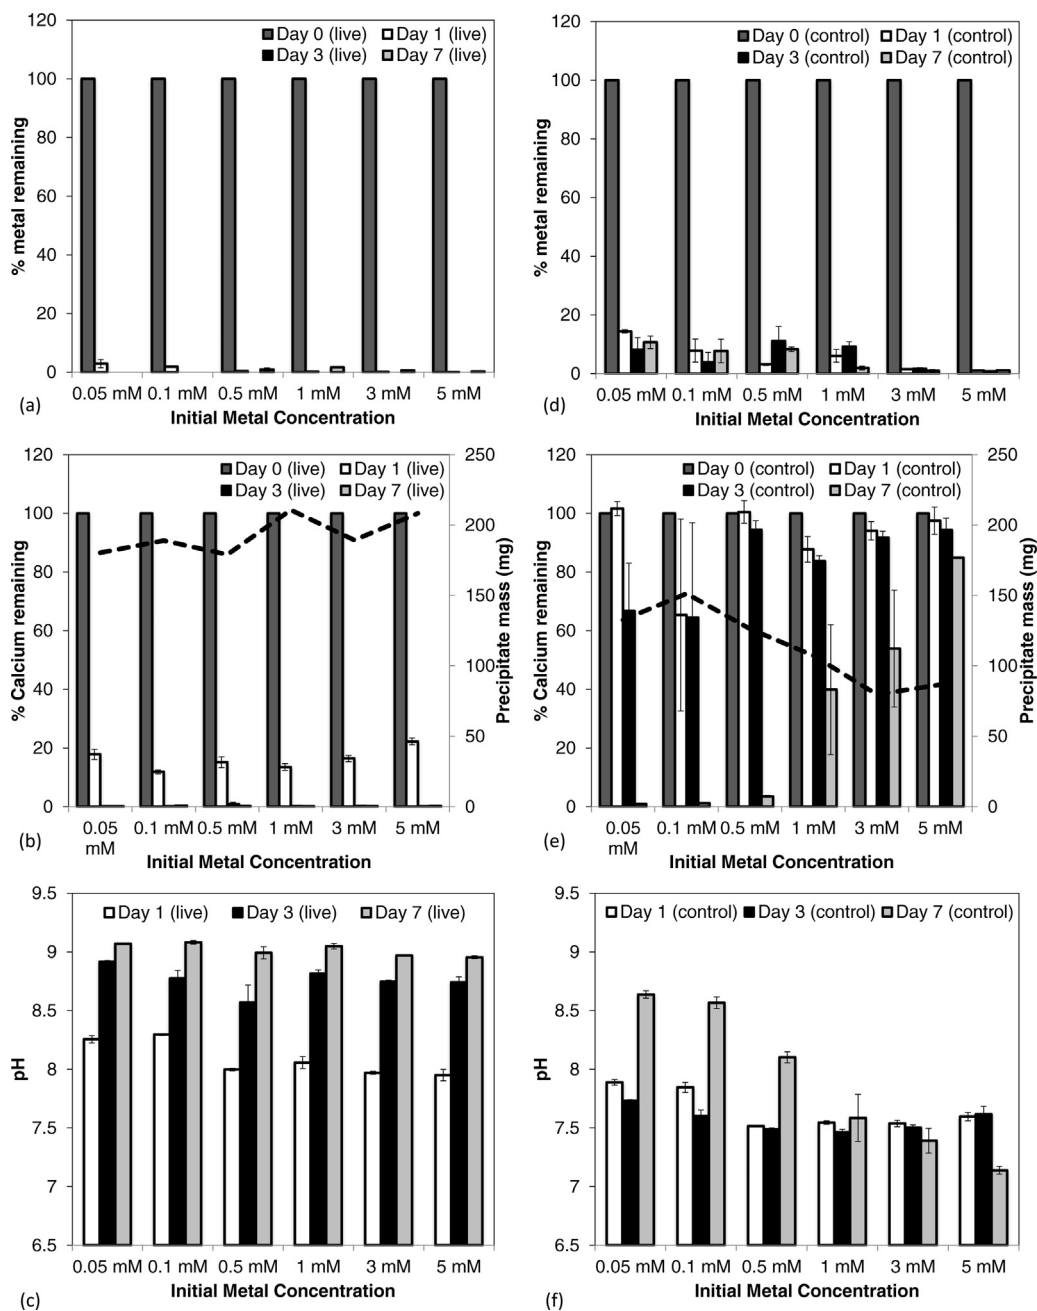 120
Day 0 (live) Day 1 (live)
Day 3 (live) Day 7 (live)
100
80
60
40
20
0
% metal remaining
0.05 mM 0.1 mM 0.5 mM 1 mM 3 mM 5 mM
Initial Metal Concentration
(a)
120
Day 0 (control) Day 1 (control)
Day 3 (control) Day 7 (control)
100
80
60
40
20
0
% metal remaining
0.05 mM 0.1 mM 0.5 mM 1 mM 3 mM 5 mM
Initial Metal Concentration
(d)
120
Day 0 (live) Day 1 (live)
Day 3 (live) Day 7 (live)
100
80
60
40
20
0
% Calcium remaining
250
200
150
100
50
0
Precipitate mass (mg)
0.05 mM 0.1 mM 0.5 mM 1 mM 3 mM 5 mM
Initial Metal Concentration
(b)
120
Day 0 (control) Day 1 (control)
Day 3 (control) Day 7 (control)
100
80
60
40
20
0
% Calcium remaining
250
200
150
100
50
0
Precipitate mass (mg)
0.05 mM 0.1 mM 0.5 mM 1 mM 3 mM 5 mM
Initial Metal Concentration
(e)
9.5
Day 1 (live) Day 3 (live) Day 7 (live)
9
8.5
8
7.5
7
6.5
pH
0.05 mM 0.1 mM 0.5 mM 1 mM 3 mM 5 mM
Initial Metal Concentration
(c)
9.5
Day 1 (control) Day 3 (control) Day 7 (control)
9
8.5
8
7.5
7
6.5
pH
0.05 mM 0.1 mM 0.5 mM 1 mM 3 mM 5 mM
Initial Metal Concentration
(f)